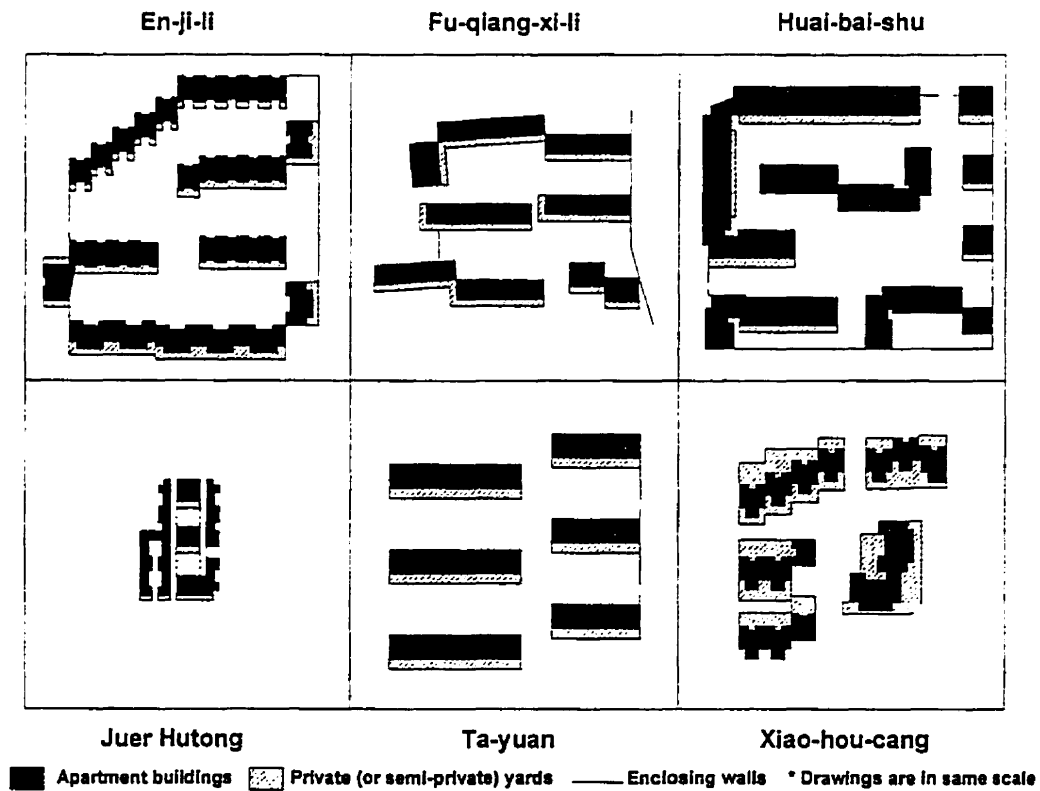 En-ji-li Fu-qiang-xi-li Huai-bai-shu
Juer Hutong Ta-yuan Xiao-hou-cang
Apartment buildings Private (or semi-private) yards Enclosing walls * Drawings are in same scale